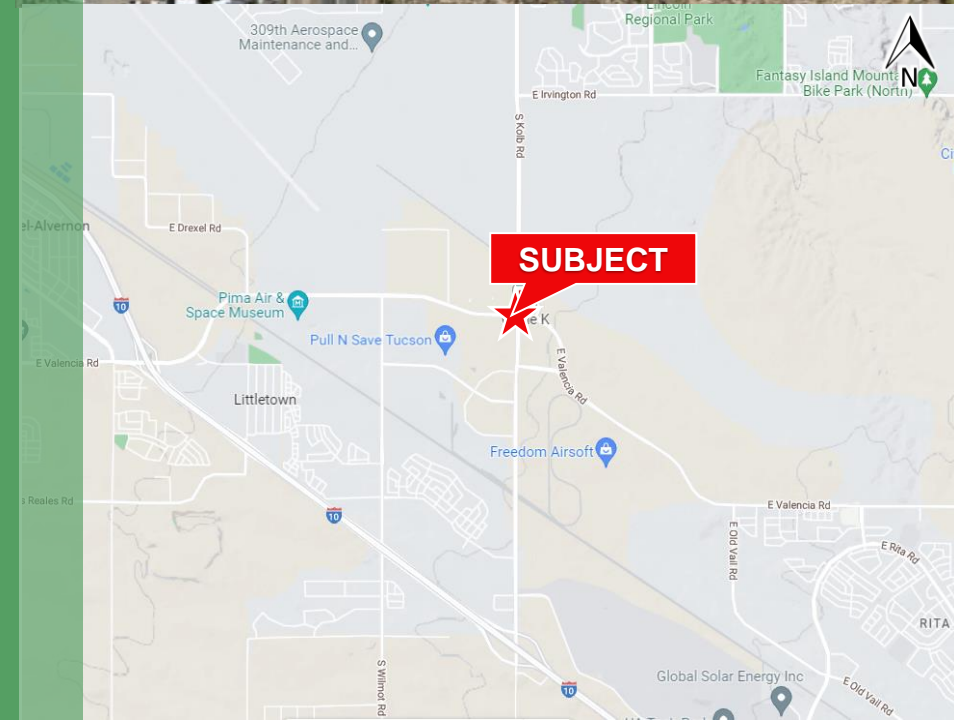 Lincoln
Regional Park
309th Aerospace
Maintenance and...
N
Fantasy Island Mounta
Bike Park (North)
E Irvington Rd
S Kolb Rd
Ci
el-Alvernon
E Drexel Rd
SUBJECT
Pima Air &
Space Museum
10
e K
Pull N Save Tucson
E Valencia Rd
E Valencia Rd
Littletown
Freedom Airsoft
s Reales Rd
10
E Valencia Rd
E Old Vail Rd
E Rita Rd
RITA
S Wilmot Rd
Global Solar Energy Inc
10
E Old Vail Rd